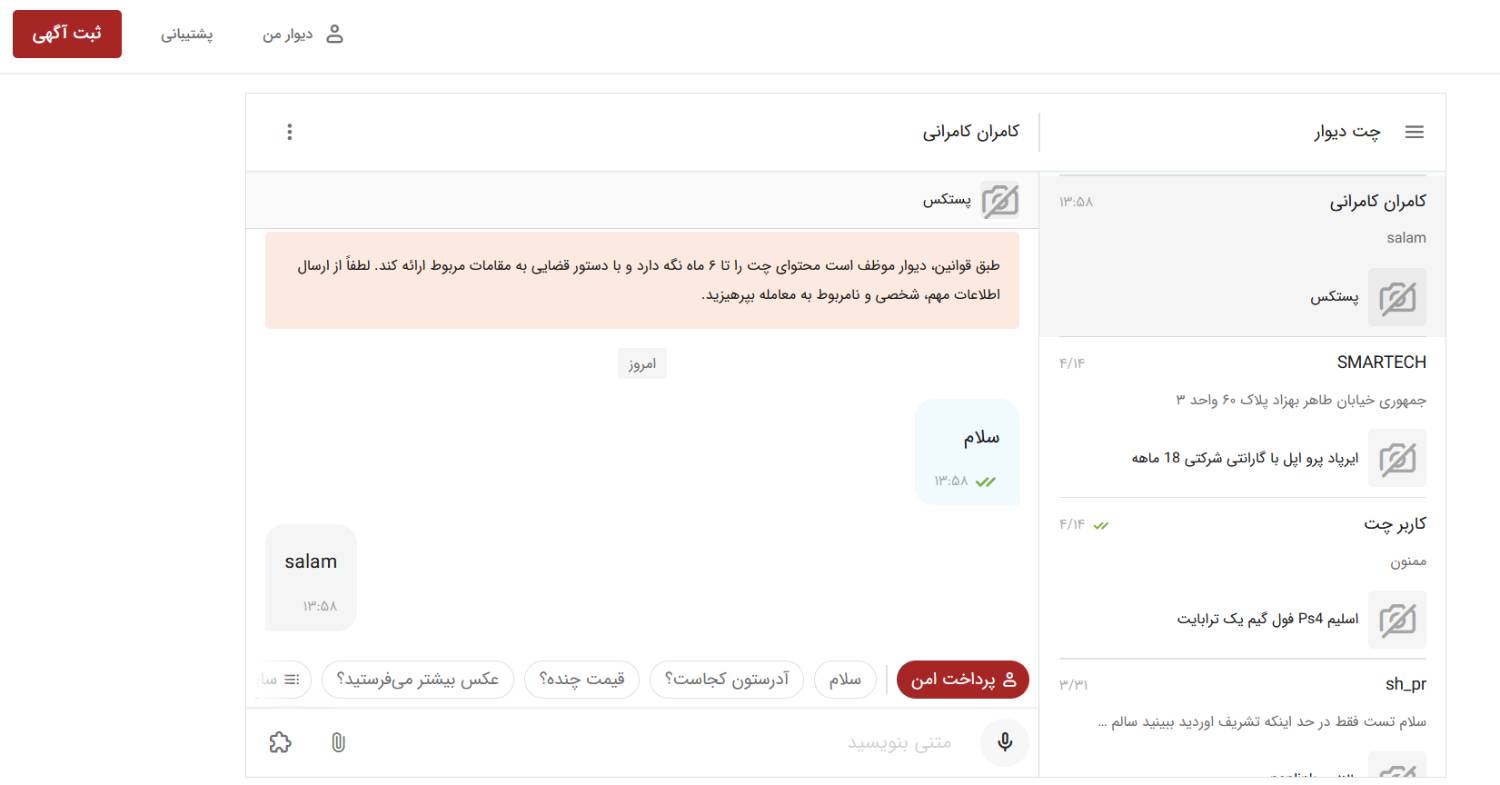 دیوار من
پشتیبانی
ثبت آگهی
چت دیوار
کامران کامرانی
کامران کامرانی
۱۳:۵۸
salam
پستکس
SMARTECH
۴/۱۴
جمهوری خیابان طاهر بهزاد پلاک ۶۰ واحد ۳
ایرپاد پرو اپل با گارانتی شرکتی 18 ماهه
کاربر چت
۴/۱۴
ممنون
اسلیم Ps4 فول گیم یک ترابایت
sh_pr
۳/۳۱
سلام تست فقط در حد اینکه تشریف اوردید ببینید سالم ...
پستکس
طبق قوانین، دیوار موظف است محتوای چت را تا ۶ ماه نگه دارد و با دستور قضایی به مقامات مربوط ارائه کند. لطفاً از ارسال
اطلاعات مهم، شخصی و نامربوط به معامله بپرهیزید.
امروز
سلام
۱۳:۵۸
salam
۱۳:۵۸
پرداخت امن
سلام
آدرستون کجاست؟
قیمت چنده؟
عکس بیشتر می‌فرستید؟
متنی بنویسید